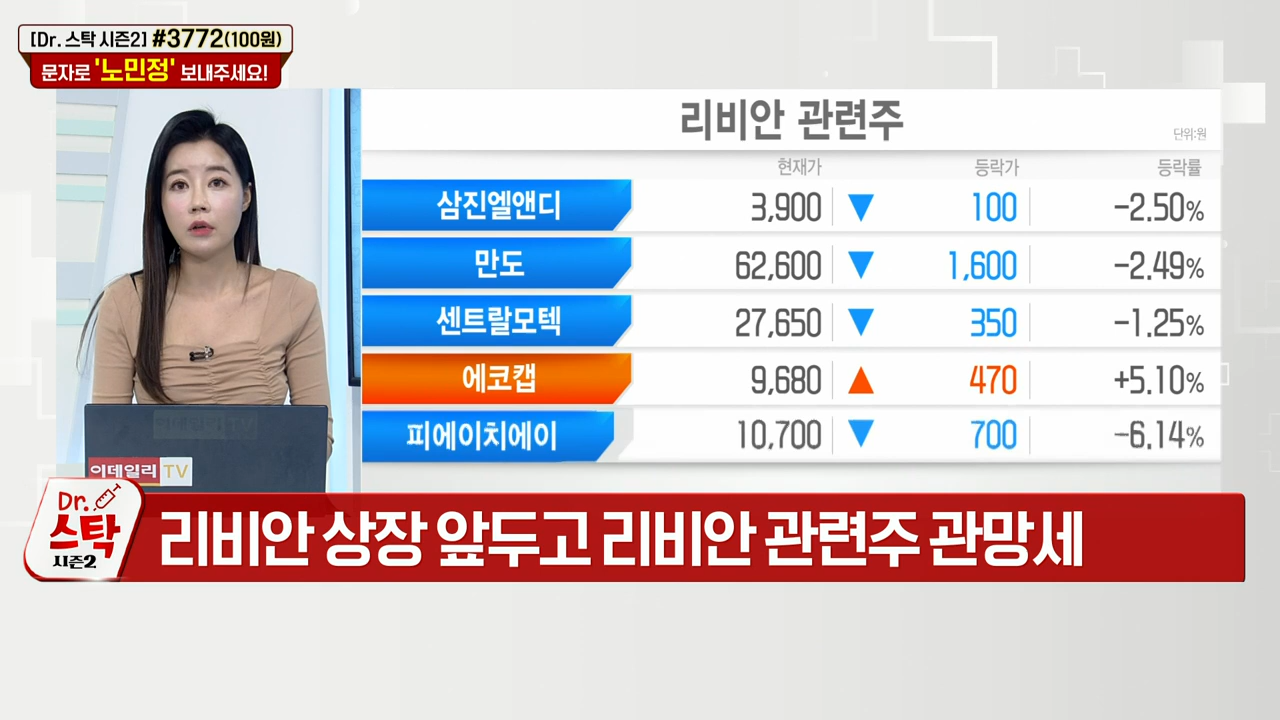 [Dr. 스탁 시즌2] #3772(100원)
문자로 '노민정' 보내주세요!
리비안 관련주
단위:원
현재가 등락가 등락률
삼진엘앤디 3,900 ▼ 100 -2.50%
만도 62,600 ▼ 1,600 -2.49%
센트랄모텍 27,650 ▼ 350 -1.25%
에코캡 9,680 ▲ 470 +5.10%
피에이치에이 10,700 ▼ 700 -6.14%
이데일리 TV
이데일리 TV
Dr.
스탁
시즌2
리비안 상장 앞두고 리비안 관련주 관망세